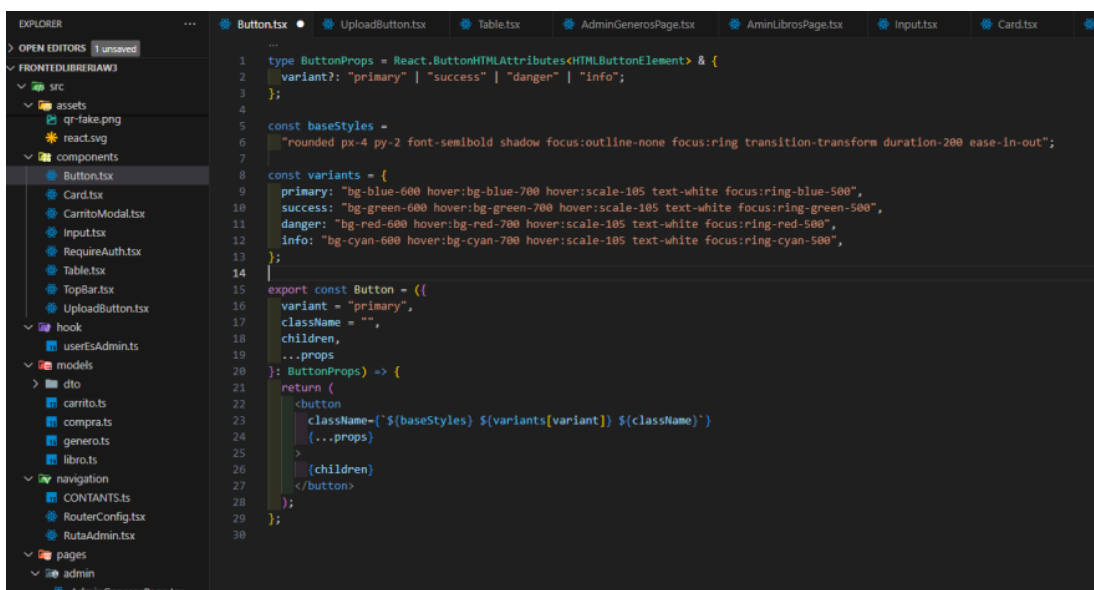 EXPLORER
...
OPEN EDITORS 1 unsaved
FRONTEDLIBRERIAW3
src
assets
qr-fake.png
react.svg
components
Button.tsx
Card.tsx
CarritoModal.tsx
Input.tsx
RequireAuth.tsx
Table.tsx
TopBar.tsx
UploadButton.tsx
hook
userEsAdmin.ts
models
dto
carrito.ts
compra.ts
genero.ts
libro.ts
navigation
CONTANTS.ts
RouterConfig.tsx
RutaAdmin.tsx
pages
admin
Button.tsx UploadButton.tsx Table.tsx AdminGenerosPage.tsx AminLibrosPage.tsx Input.tsx Card.tsx
...
1 type ButtonProps = React.ButtonHTMLAttributes<HTMLButtonElement> & {
2 variant?: "primary" | "success" | "danger" | "info";
3 };
4
5 const baseStyles =
6 "rounded px-4 py-2 font-semibold shadow focus:outline-none focus:ring transition-transform duration-200 ease-in-out";
7
8 const variants = {
9 primary: "bg-blue-600 hover:bg-blue-700 hover:scale-105 text-white focus:ring-blue-500",
10 success: "bg-green-600 hover:bg-green-700 hover:scale-105 text-white focus:ring-green-500",
11 danger: "bg-red-600 hover:bg-red-700 hover:scale-105 text-white focus:ring-red-500",
12 info: "bg-cyan-600 hover:bg-cyan-700 hover:scale-105 text-white focus:ring-cyan-500",
13 };
14
15 export const Button = ({
16 variant = "primary",
17 className = "",
18 children,
19 ...props
20 }: ButtonProps) => {
21 return (
22 <button
23 className={`${baseStyles} ${variants[variant]} ${className}`}
24 {...props}
25 >
26 {children}
27 </button>
28 );
29 };
30